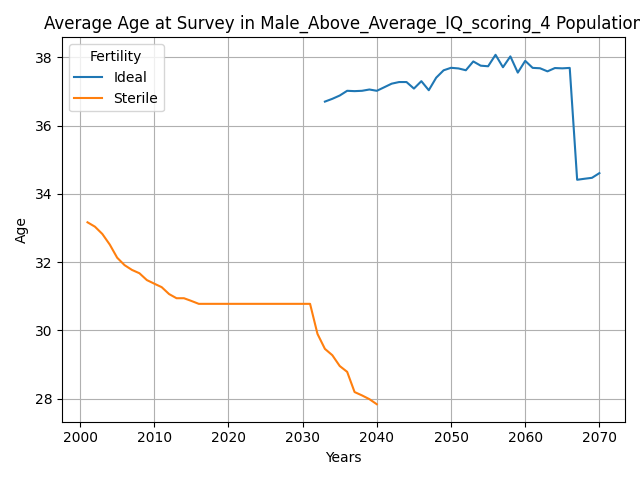 Average Age at Survey in Male_Above_Average_IQ_scoring_4 Population
Fertility
Ideal
Sterile
Age
38
36
34
32
30
28
2000 2010 2020 2030 2040 2050 2060 2070
Years